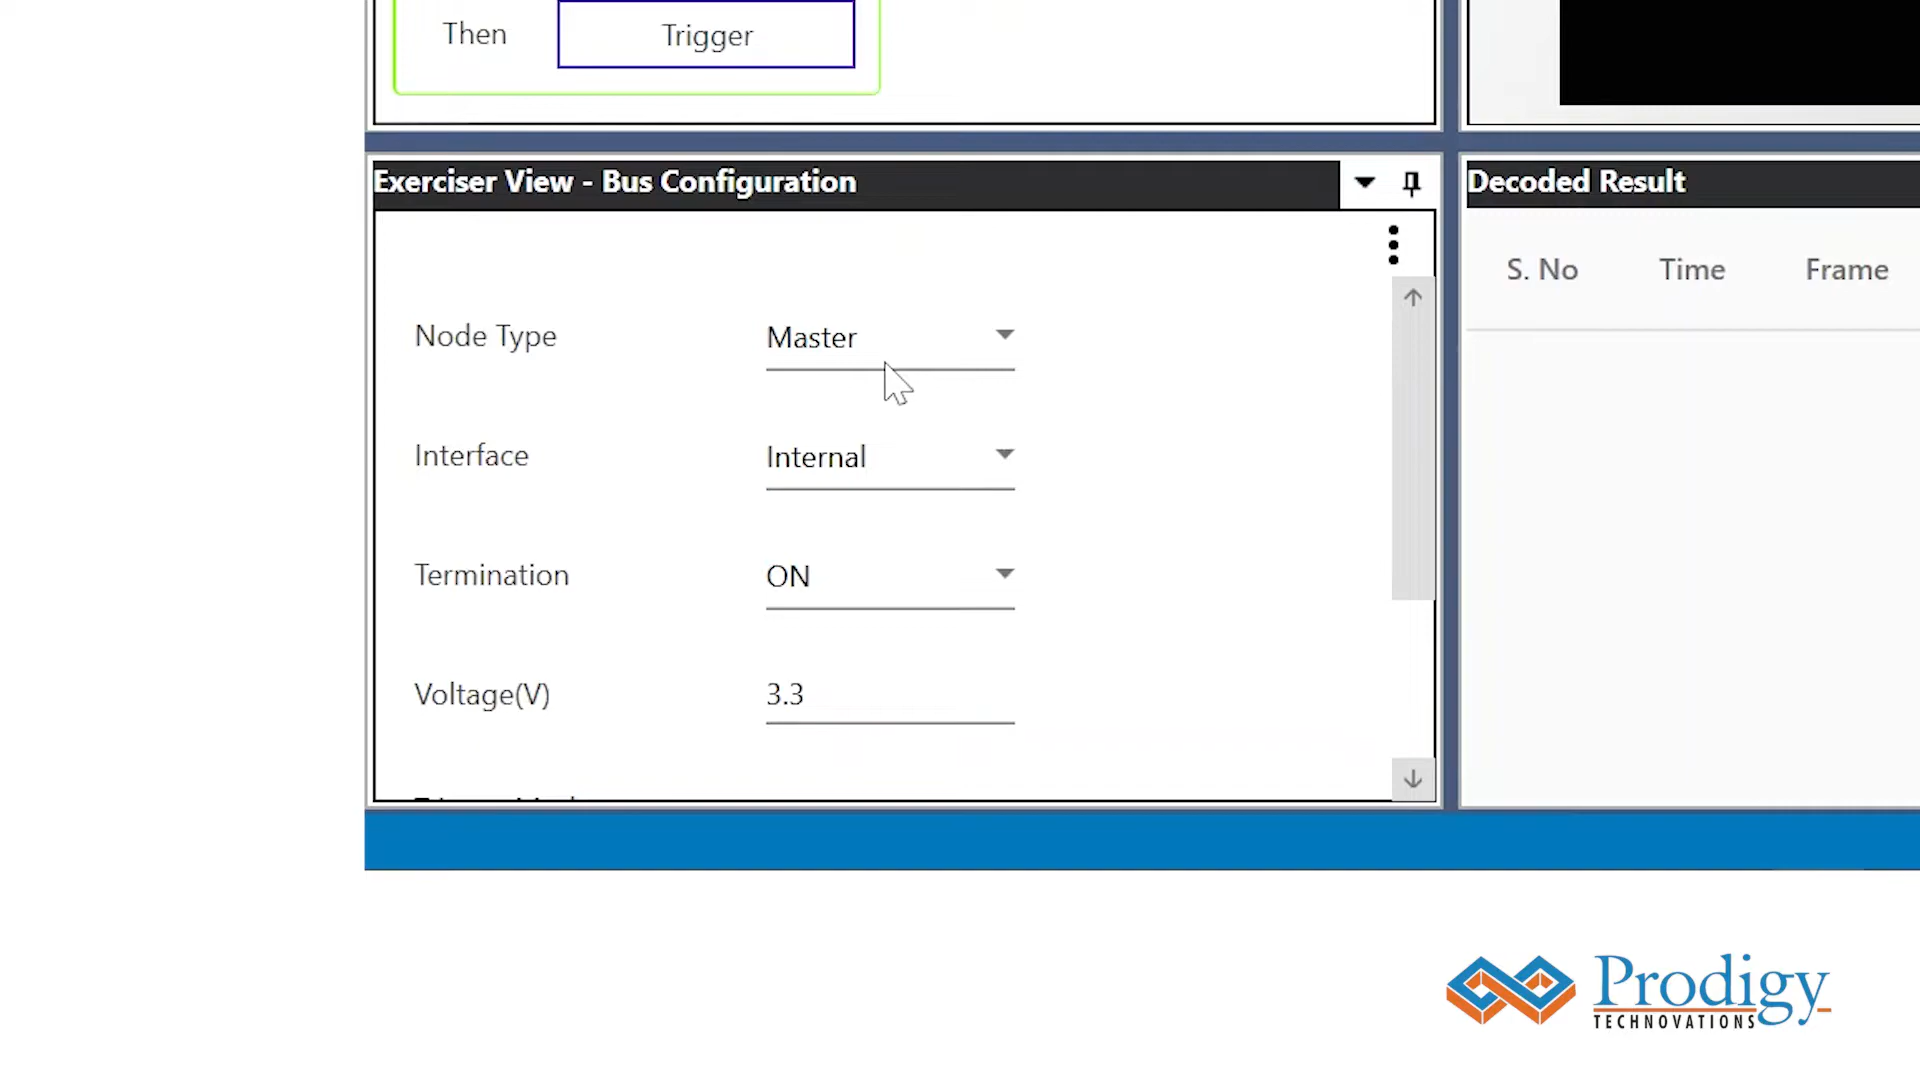 Then
Trigger
Exerciser View - Bus Configuration
Decoded Result
S. No
Time
Frame
Node Type
Master
Interface
Internal
Termination
ON
Voltage(V)
3.3
Prodigy
TECHNOVATIONS